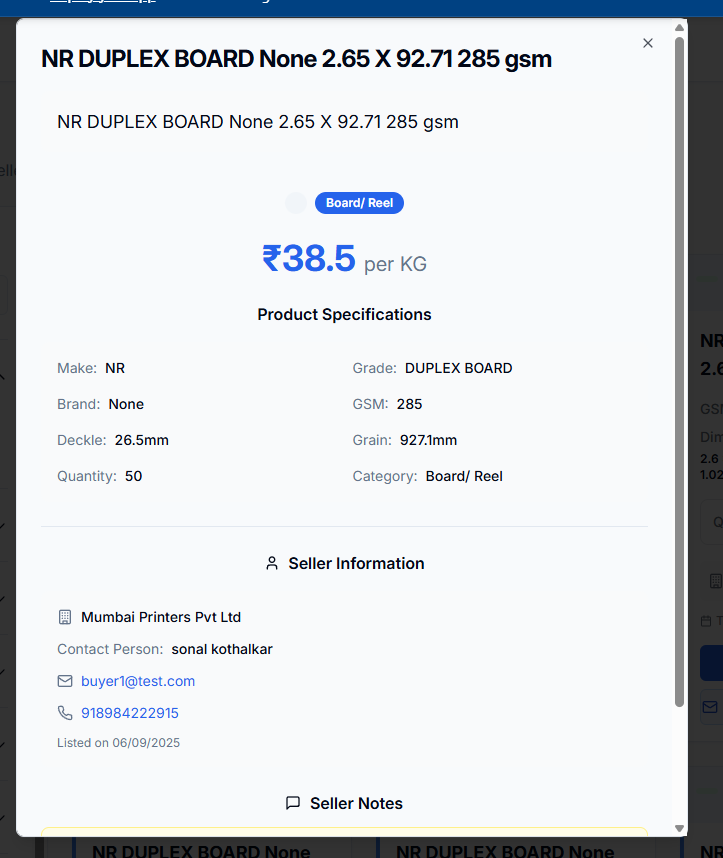 NR DUPLEX BOARD None 2.65 X 92.71 285 gsm
NR DUPLEX BOARD None 2.65 X 92.71 285 gsm
Board/ Reel
₹38.5 per KG
Product Specifications
Make: NR
Grade: DUPLEX BOARD
Brand: None
GSM: 285
Deckle: 26.5mm
Grain: 927.1mm
Quantity: 50
Category: Board/ Reel
Seller Information
Mumbai Printers Pvt Ltd
Contact Person: sonal kothalkar
buyer1@test.com
918984222915
Listed on 06/09/2025
Seller Notes
NR DUPLEX BOARD None
NR DUPLEX BOARD None